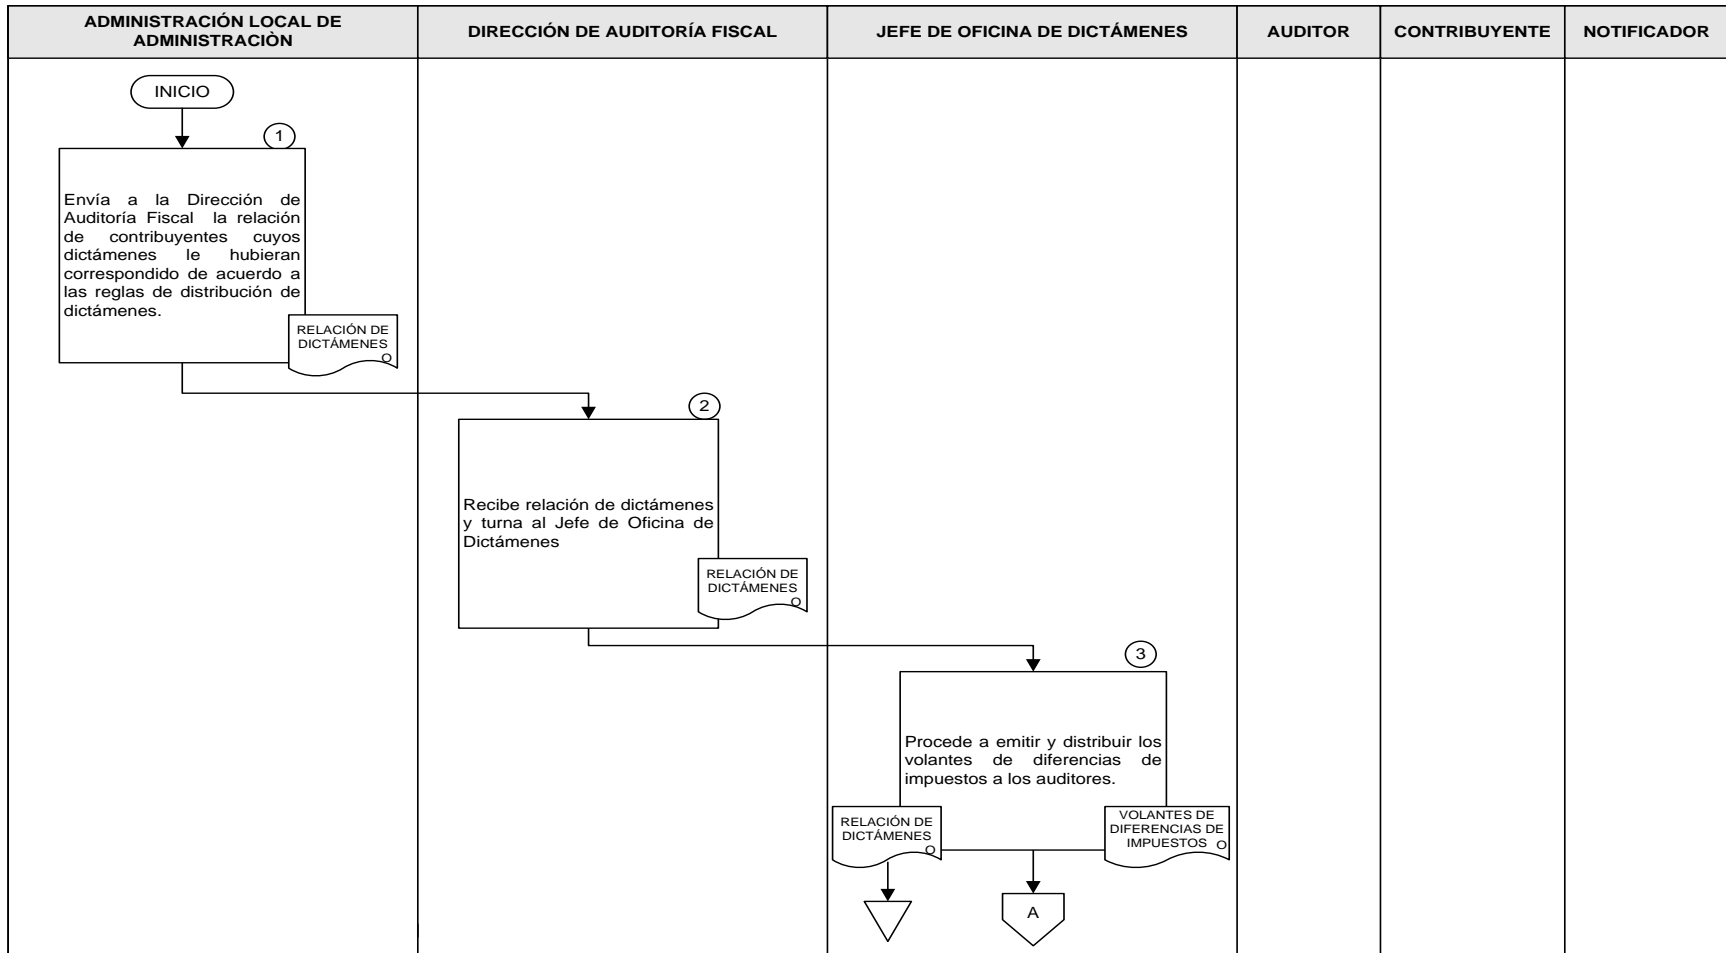 ADMINISTRACIÓN LOCAL DE
ADMINISTRACIÒN
DIRECCIÓN DE AUDITORÍA FISCAL
JEFE DE OFICINA DE DICTÁMENES
AUDITOR
CONTRIBUYENTE
NOTIFICADOR
INICIO
1
Envía a la Dirección de
Auditoría Fiscal la relación
de contribuyentes cuyos
dictámenes le hubieran
correspondido de acuerdo a
las reglas de distribución de
dictámenes.
RELACIÓN DE
DICTÁMENES
O
2
Recibe relación de dictámenes
y turna al Jefe de Oficina de
Dictámenes
RELACIÓN DE
DICTÁMENES
O
3
Procede a emitir y distribuir los
volantes de diferencias de
impuestos a los auditores.
RELACIÓN DE
DICTÁMENES
O
VOLANTES DE
DIFERENCIAS DE
IMPUESTOS O
A